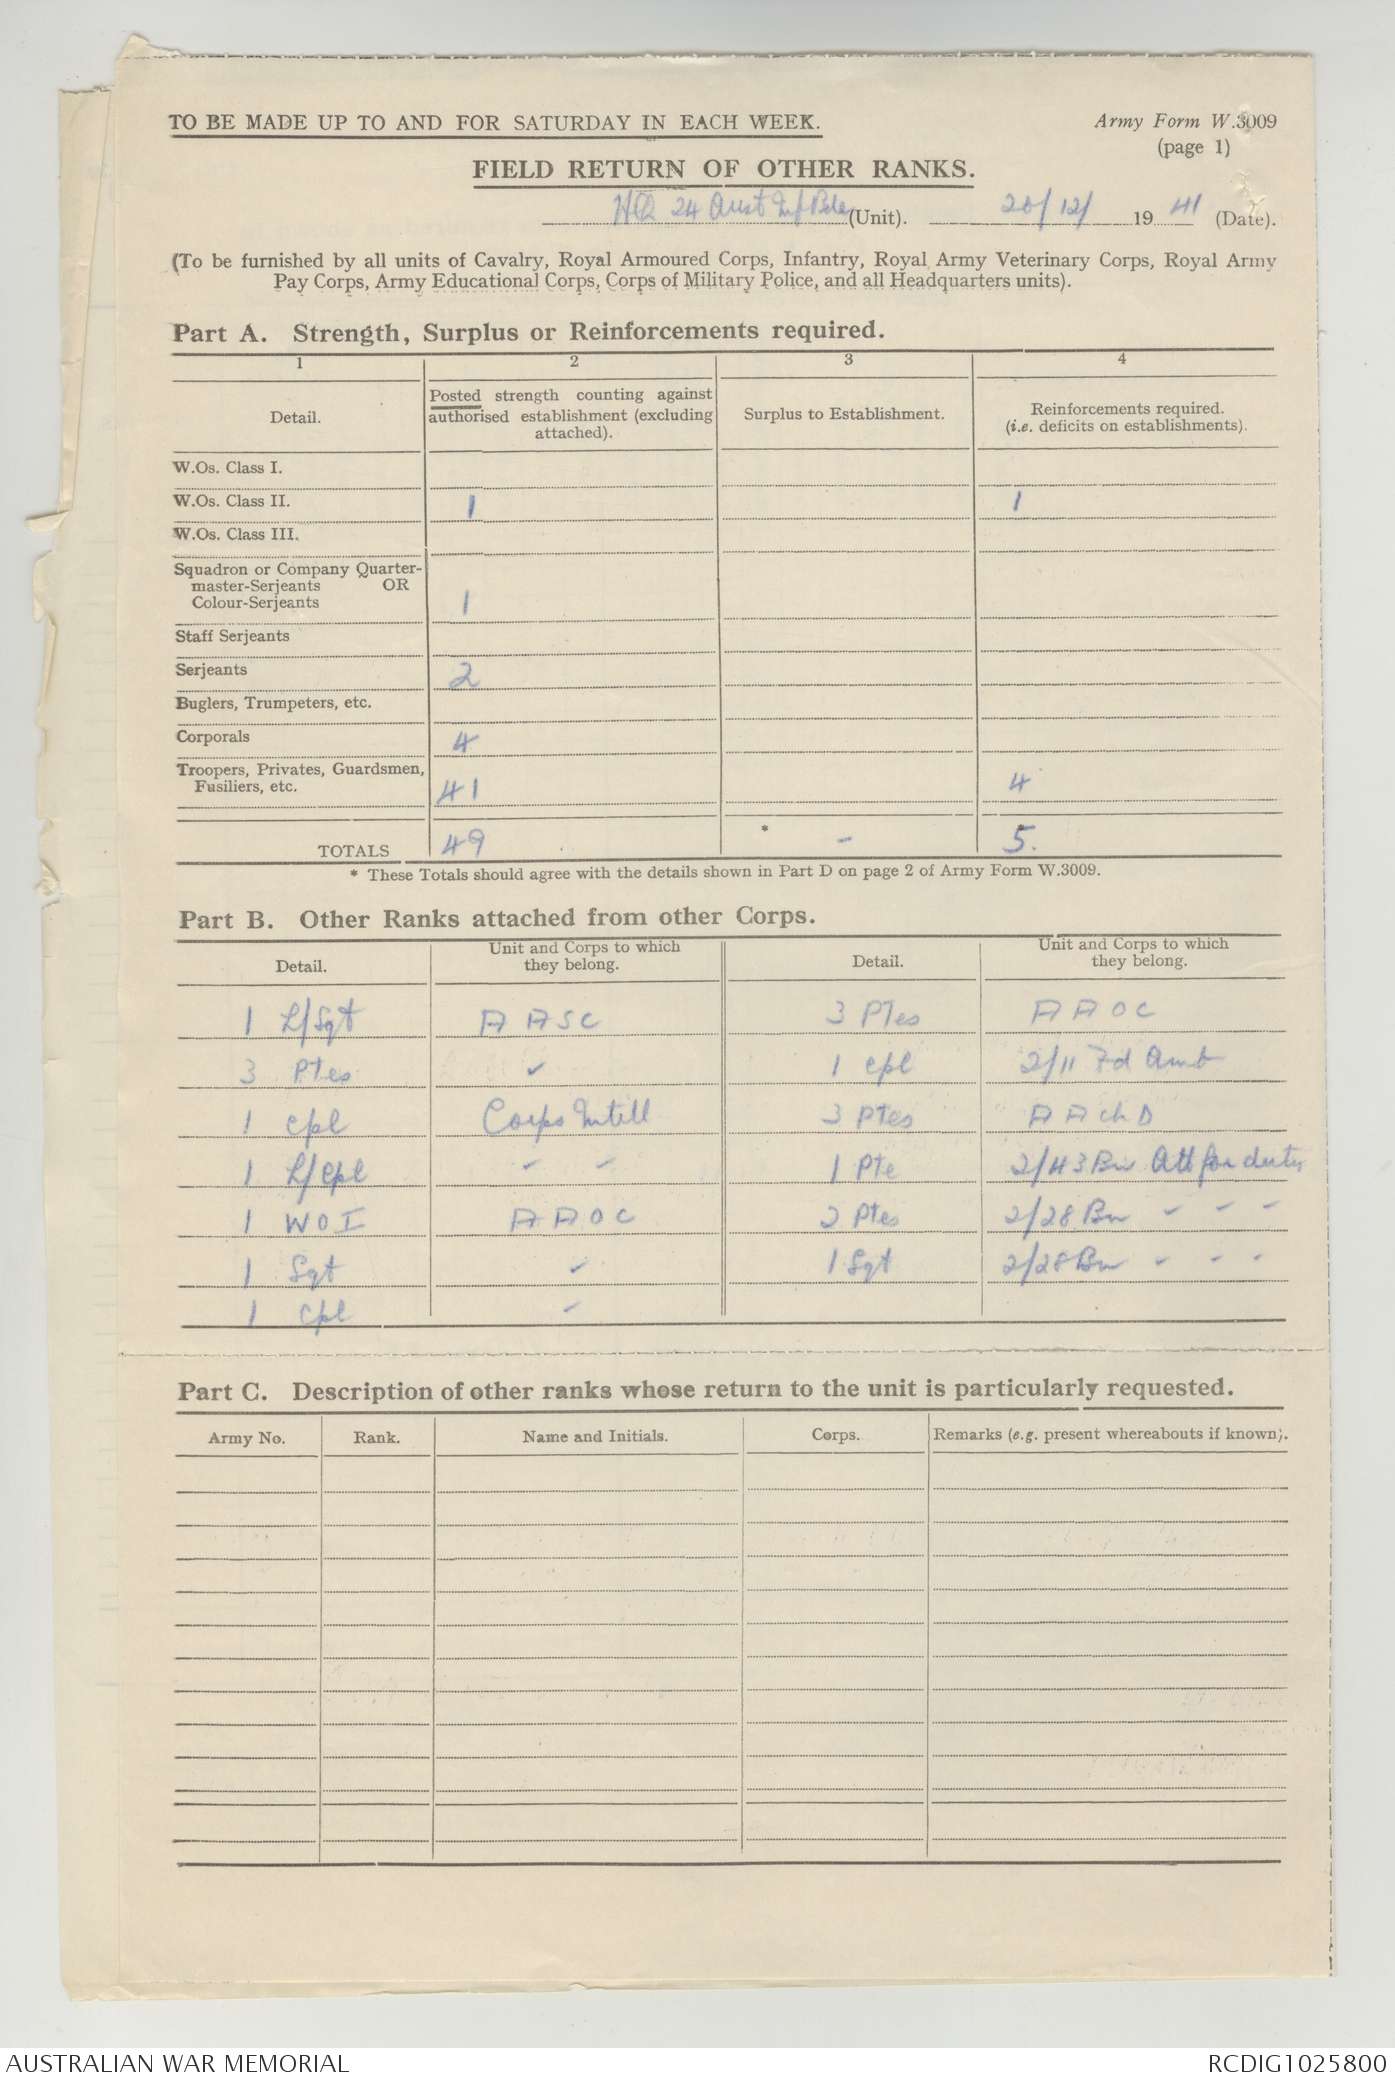 TO BE MADE UP TO AND FOR SATURDAY IN EACH WEEK.
Army Form W.3009
(page 1)
FIELD RETURN OF OTHER RANKS.
HQ 24 Aust Inf Bde (Unit). 20/12/ 19 41 (Date).
(To be furnished by all units of Cavalry, Royal Armoured Corps, Infantry, Royal Army Veterinary Corps, Royal Army
Pay Corps, Army Educational Corps, Corps of Military Police, and all Headquarters units).
Part A. Strength, Surplus or Reinforcements required.
1 2 3 4
Detail.
Posted strength counting against
authorised establishment (excluding
attached).
Surplus to Establishment.
Reinforcements required.
(i.e. deficits on establishments).
W.Os. Class I.
W.Os. Class II. 1 1
W.Os. Class III.
Squadron or Company Quarter-
master-Serjeants OR
Colour-Serjeants 1
Staff Serjeants
Serjeants 2
Buglers, Trumpeters, etc.
Corporals 4
Troopers, Privates, Guardsmen,
Fusiliers, etc. 41 4
TOTALS 49 * - 5.
* These Totals should agree with the details shown in Part D on page 2 of Army Form W.3009.
Part B. Other Ranks attached from other Corps.
Detail.
Unit and Corps to which
they belong.
Detail.
Unit and Corps to which
they belong.
1 L/Sgt A A S C 3 Ptes A A O C
3 Ptes " 1 Cpl 2/11 Fd Amb
1 Cpl Corps Intell 3 Ptes A A Ch D
1 L/Cpl " " 1 Pte 2/43 Bn Att for duty
1 W O I A A O C 2 Ptes 2/28 Bn " " "
1 Sgt " 1 Sgt 2/28 Bn " " "
1 Cpl "
Part C. Description of other ranks whose return to the unit is particularly requested.
Army No. Rank. Name and Initials. Corps. Remarks (e.g. present whereabouts if known).
AUSTRALIAN WAR MEMORIAL
RCDIG1025800